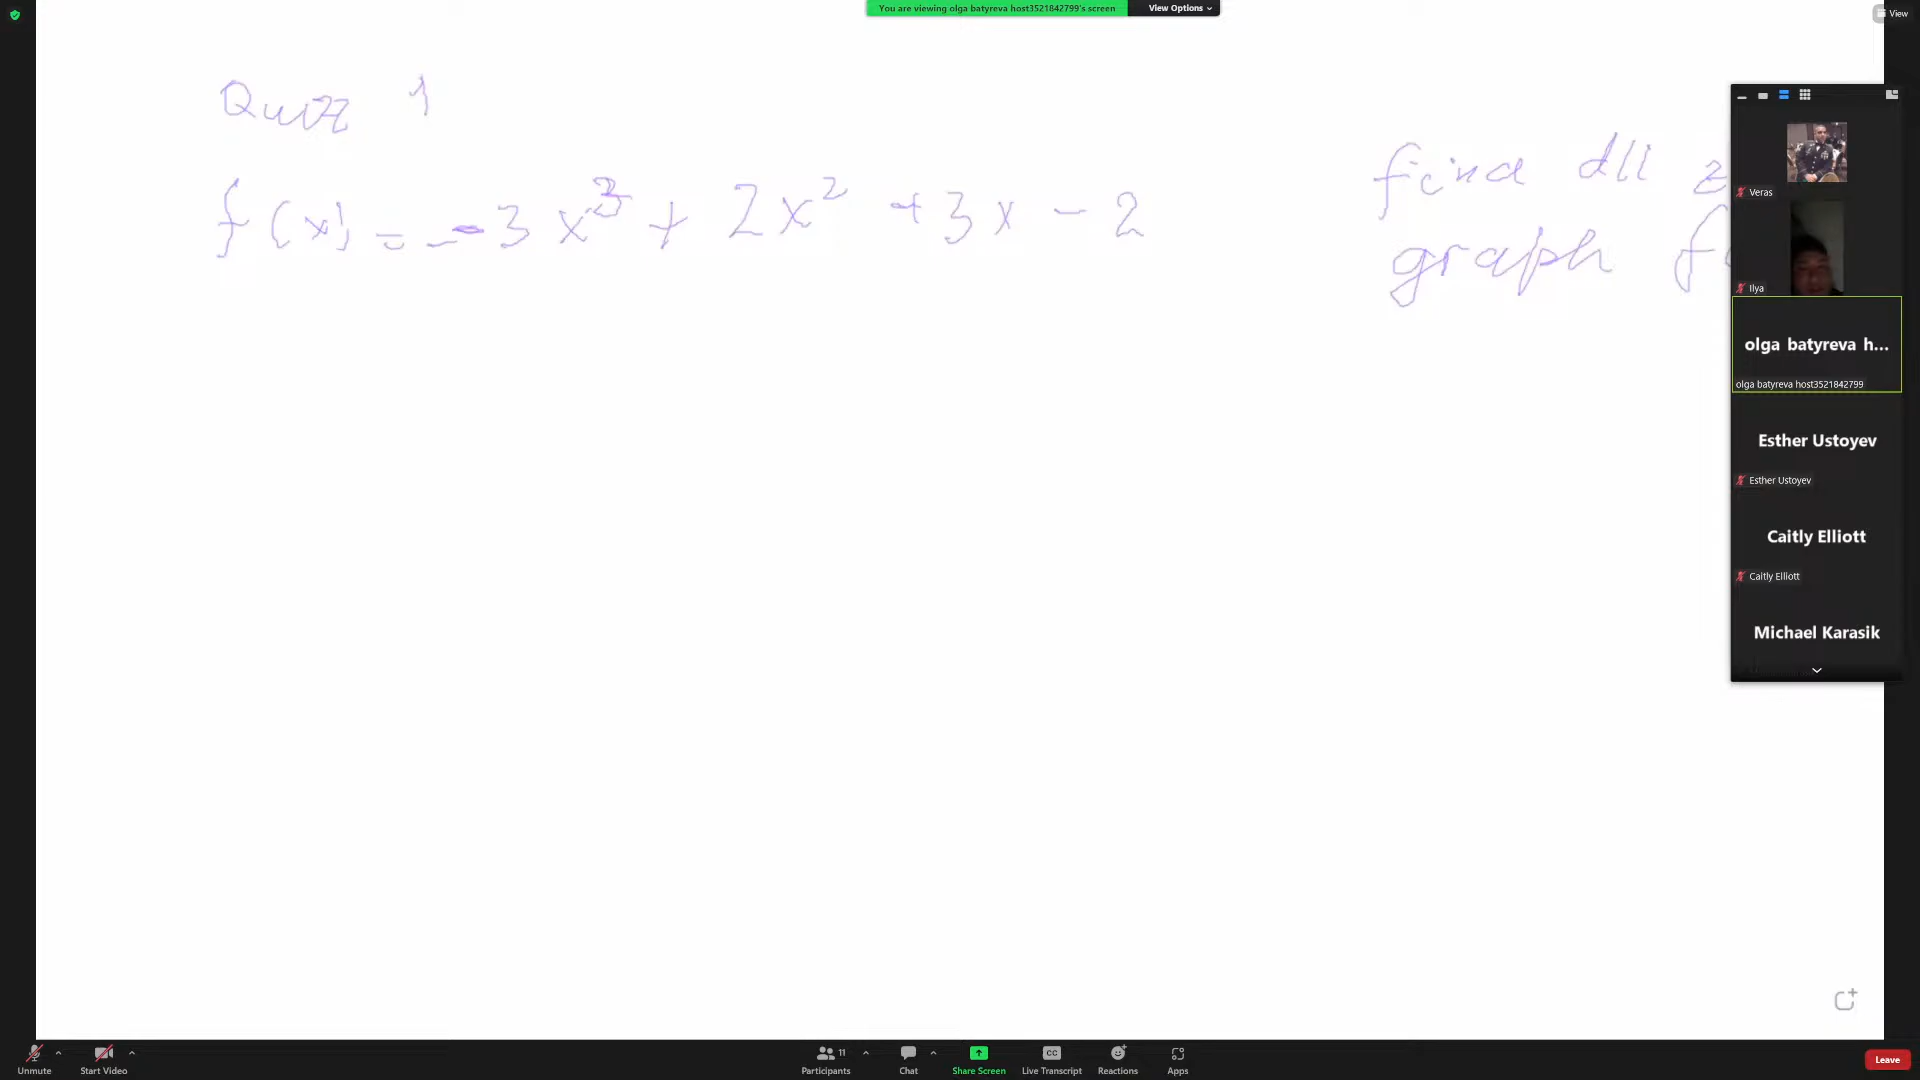 You are viewing olga batyreva host3521842799's screen
View Options
View
Quizz 1
find all z
f(x) = -3x³ + 2x² + 3x - 2
graph f
Veras
Ilya
olga batyreva h...
olga batyreva host3521842799
Esther Ustoyev
Esther Ustoyev
Caitly Elliott
Caitly Elliott
Michael Karasik
Unmute
Start Video
Participants
11
Chat
Share Screen
CC
Live Transcript
Reactions
Apps
Leave